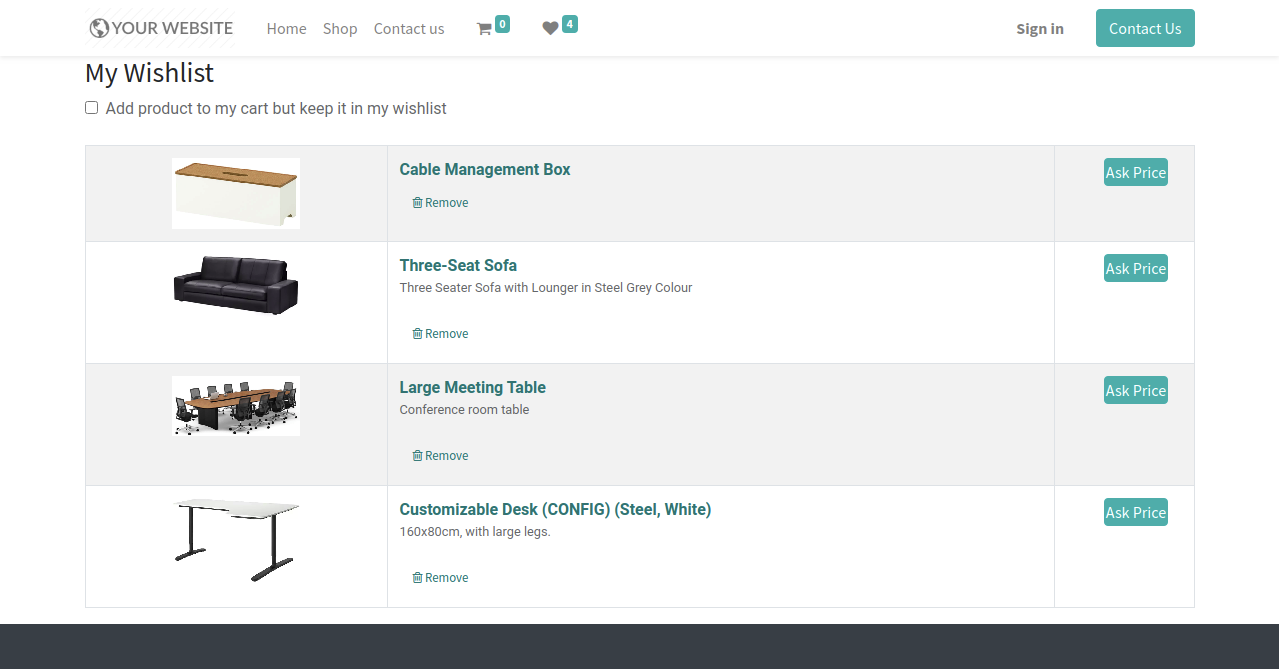 YOUR WEBSITE Home Shop Contact us 0 4 Sign in Contact Us
My Wishlist
Add product to my cart but keep it in my wishlist
Cable Management Box Ask Price
Remove
Three-Seat Sofa Ask Price
Three Seater Sofa with Lounger in Steel Grey Colour
Remove
Large Meeting Table Ask Price
Conference room table
Remove
Customizable Desk (CONFIG) (Steel, White) Ask Price
160x80cm, with large legs.
Remove